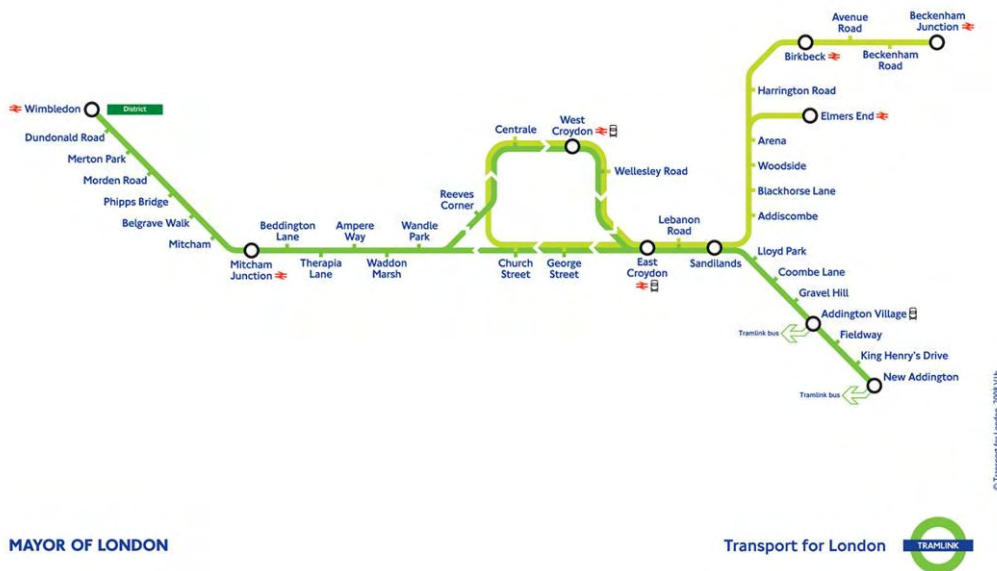 Avenue
Road
Beckenham
Junction
Birkbeck
Beckenham
Road
Harrington Road
Wimbledon
District
Elmers End
Dundonald Road
Merton Park
Morden Road
Phipps Bridge
Belgrave Walk
Mitcham
Mitcham
Junction
Beddington
Lane
Therapia
Lane
Ampere
Way
Waddon
Marsh
Wandle
Park
Reeves
Corner
Centrale
West
Croydon
Wellesley Road
Church
Street
George
Street
East
Croydon
Lebanon
Road
Sandilands
Arena
Woodside
Blackhorse Lane
Addiscombe
Lloyd Park
Coombe Lane
Gravel Hill
Addington Village
Tramlink bus
Fieldway
King Henry's Drive
New Addington
Tramlink bus
© Transport for London
MAYOR OF LONDON
Transport for London
TRAMLINK